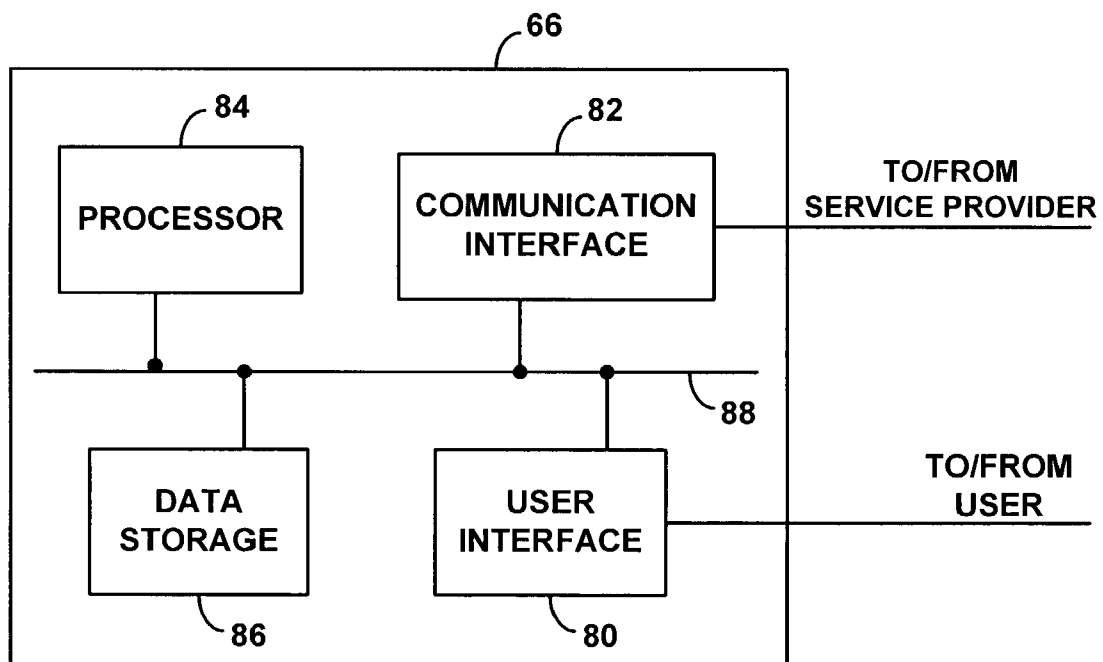 66
84
82
PROCESSOR
COMMUNICATION
INTERFACE
TO/FROM
SERVICE PROVIDER
88
DATA
STORAGE
USER
INTERFACE
TO/FROM
USER
86
80